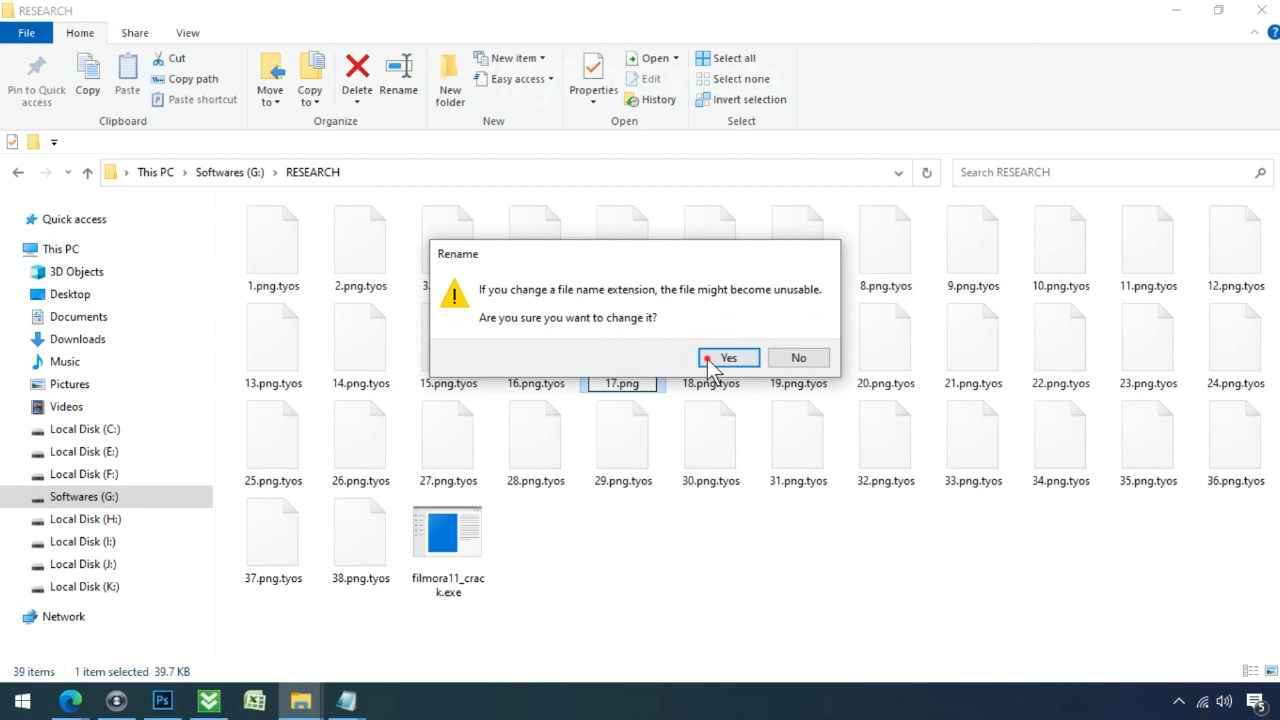 RESEARCH
File Home Share View
Pin to Quick access
Copy
Paste
Cut
Copy path
Paste shortcut
Clipboard
Move to
Copy to
Delete
Rename
Organize
New folder
New item
Easy access
New
Properties
Open
Edit
History
Open
Select all
Select none
Invert selection
Select
This PC > Softwares (G:) > RESEARCH
Search RESEARCH
Quick access
This PC
3D Objects
Desktop
Documents
Downloads
Music
Pictures
Videos
Local Disk (C:)
Local Disk (E:)
Local Disk (F:)
Softwares (G:)
Local Disk (H:)
Local Disk (I:)
Local Disk (J:)
Local Disk (K:)
Network
1.png.tyos 2.png.tyos 8.png.tyos 9.png.tyos 10.png.tyos 11.png.tyos 12.png.tyos
Rename
If you change a file name extension, the file might become unusable.
Are you sure you want to change it?
Yes No
13.png.tyos 14.png.tyos 15.png.tyos 16.png.tyos 17.png 18.png.tyos 19.png.tyos 20.png.tyos 21.png.tyos 22.png.tyos 23.png.tyos 24.png.tyos
25.png.tyos 26.png.tyos 27.png.tyos 28.png.tyos 29.png.tyos 30.png.tyos 31.png.tyos 32.png.tyos 33.png.tyos 34.png.tyos 35.png.tyos 36.png.tyos
37.png.tyos 38.png.tyos filmora11_crac
k.exe
39 items 1 item selected 39.7 KB
Ps
5